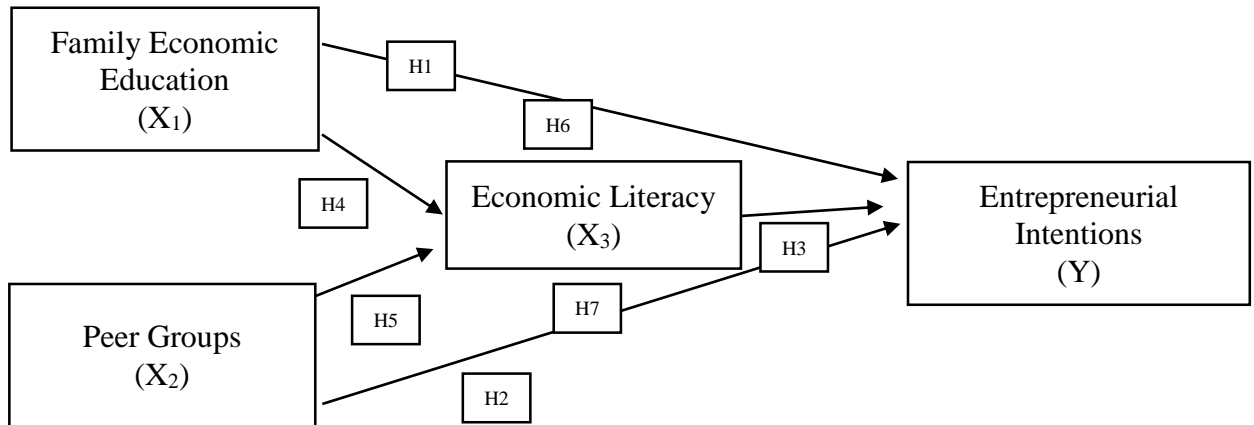 Family Economic
Education
(X₁)
H1
H6
H4
Economic Literacy
(X₃)
Entrepreneurial
Intentions
(Y)
H3
H7
H5
Peer Groups
(X₂)
H2